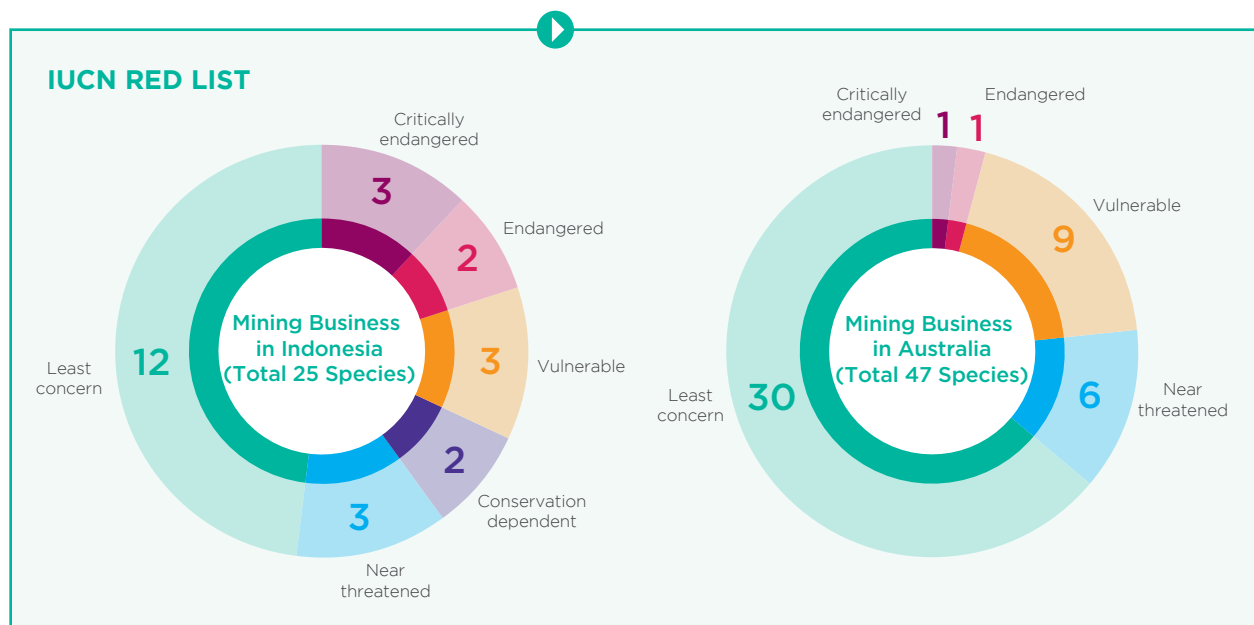 IUCN RED LIST
Critically
endangered
3
Endangered
2
Vulnerable
3
Conservation
dependent
2
Near
threatened
3
Least
concern
12
Mining Business
in Indonesia
(Total 25 Species)
Critically
endangered
1
Endangered
1
Vulnerable
9
Near
threatened
6
Least
concern
30
Mining Business
in Australia
(Total 47 Species)